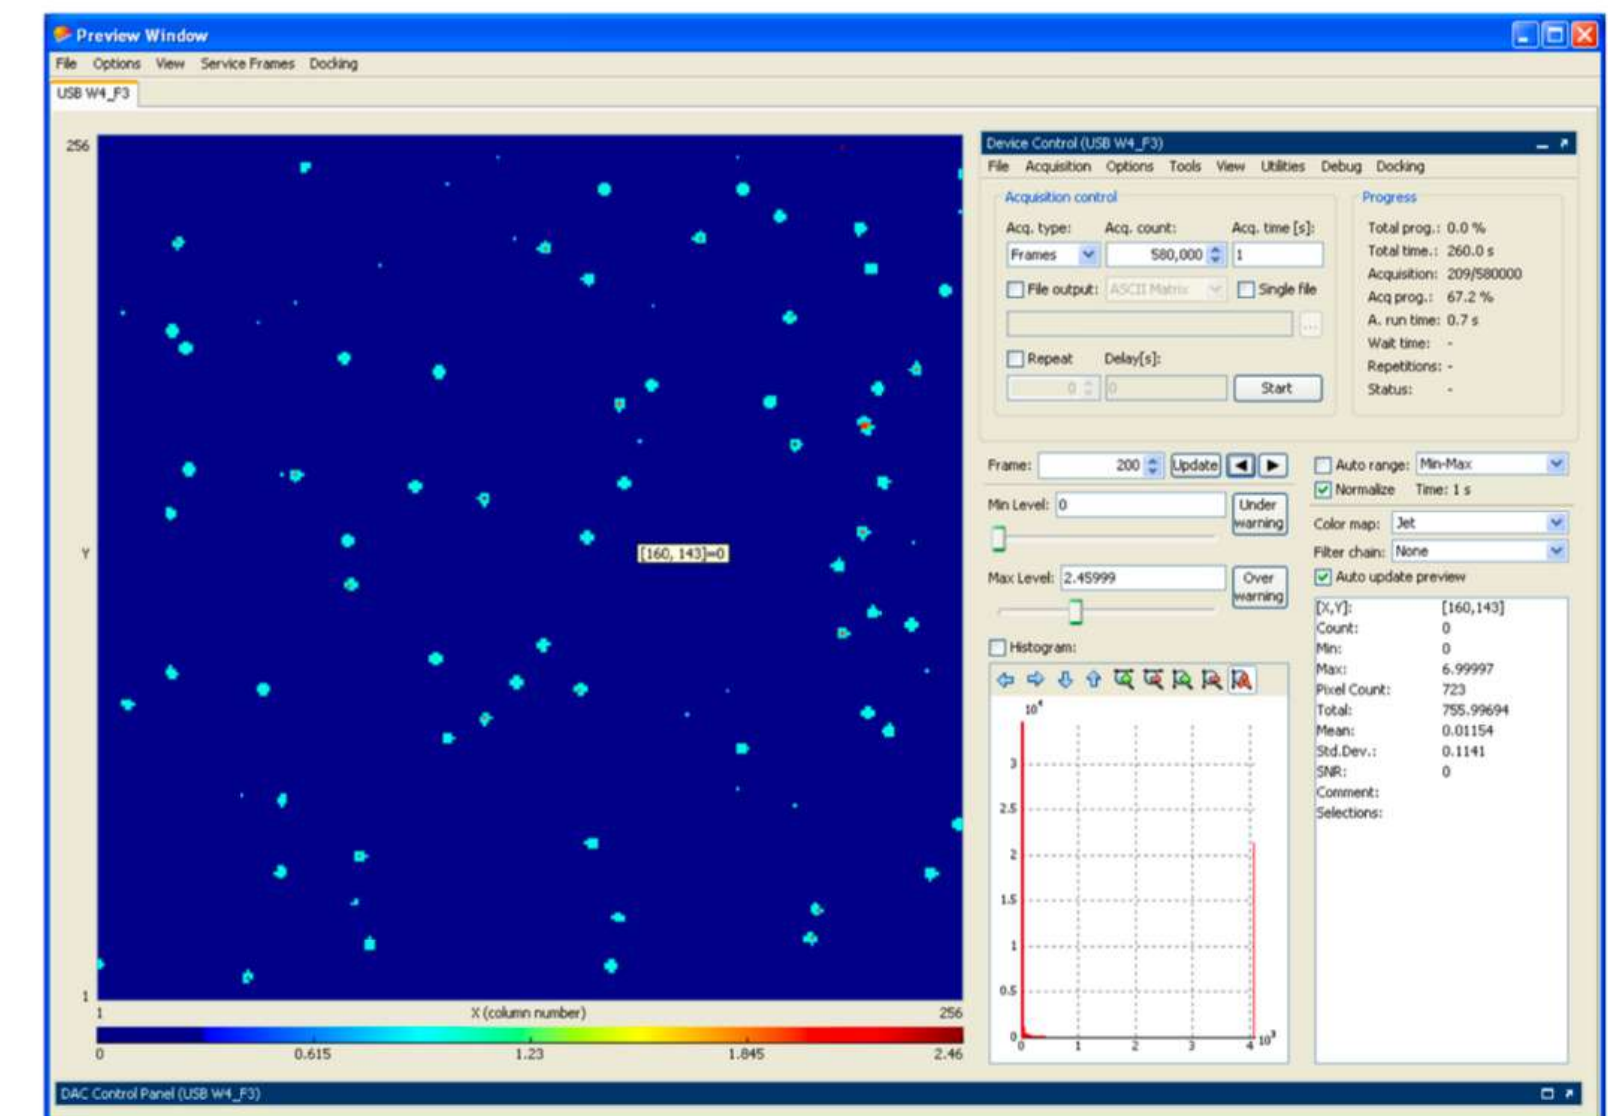 Preview Window
File Options View Service Frames Docking
USB W4_F3
256
Y
1
[160, 143]=0
1 X (column number) 256
0 0.615 1.23 1.845 2.46
Device Control (USB W4_F3)
File Acquisition Options Tools View Utilities Debug Docking
Acquisition control
Acq. type: Acq. count: Acq. time [s]:
Frames 580,000 1
File output: ASCII Matrix Single file
...
Repeat Delay[s]:
0 0 Start
Progress
Total prog.: 0.0 %
Total time.: 260.0 s
Acquisition: 209/580000
Acq prog.: 67.2 %
A. run time: 0.7 s
Wait time: -
Repetitions: -
Status: -
Frame: 200 Update
Min Level: 0 Under warning
Max Level: 2.45999 Over warning
Histogram:
10⁴
3
2.5
2
1.5
1
0.5
0
0 1 2 3 4 10³
Auto range: Min-Max
Normalize Time: 1 s
Color map: Jet
Filter chain: None
Auto update preview
[X,Y]: [160,143]
Count: 0
Min: 0
Max: 6.99997
Pixel Count: 723
Total: 755.99694
Mean: 0.01154
Std.Dev.: 0.1141
SNR: 0
Comment:
Selections:
DAC Control Panel (USB W4_F3)